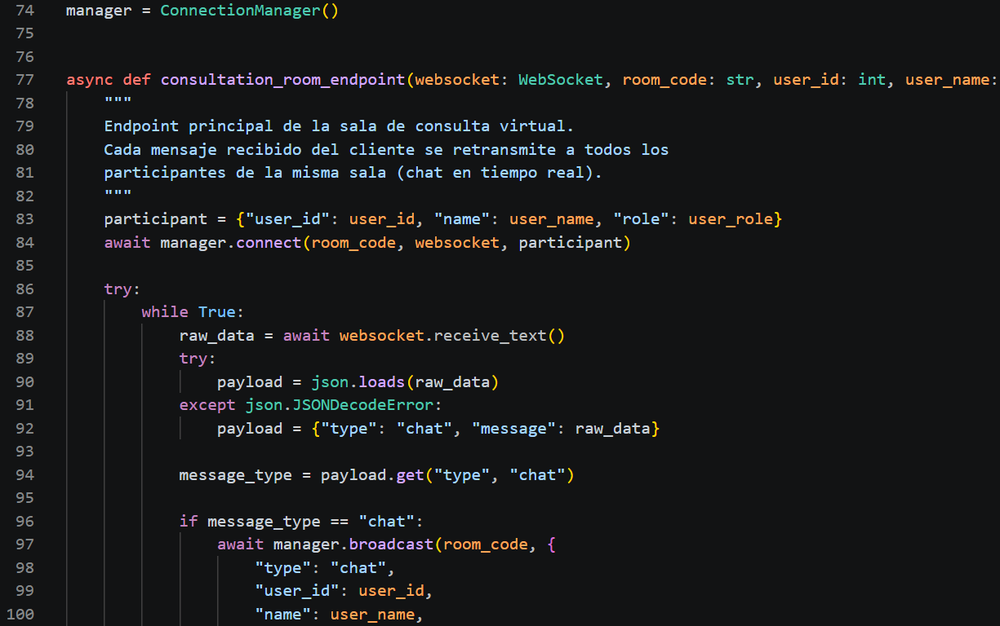 74 manager = ConnectionManager()
75
76
77 async def consultation_room_endpoint(websocket: WebSocket, room_code: str, user_id: int, user_name:
78 """
79 Endpoint principal de la sala de consulta virtual.
80 Cada mensaje recibido del cliente se retransmite a todos los
81 participantes de la misma sala (chat en tiempo real).
82 """
83 participant = {"user_id": user_id, "name": user_name, "role": user_role}
84 await manager.connect(room_code, websocket, participant)
85
86 try:
87 while True:
88 raw_data = await websocket.receive_text()
89 try:
90 payload = json.loads(raw_data)
91 except json.JSONDecodeError:
92 payload = {"type": "chat", "message": raw_data}
93
94 message_type = payload.get("type", "chat")
95
96 if message_type == "chat":
97 await manager.broadcast(room_code, {
98 "type": "chat",
99 "user_id": user_id,
100 "name": user_name,